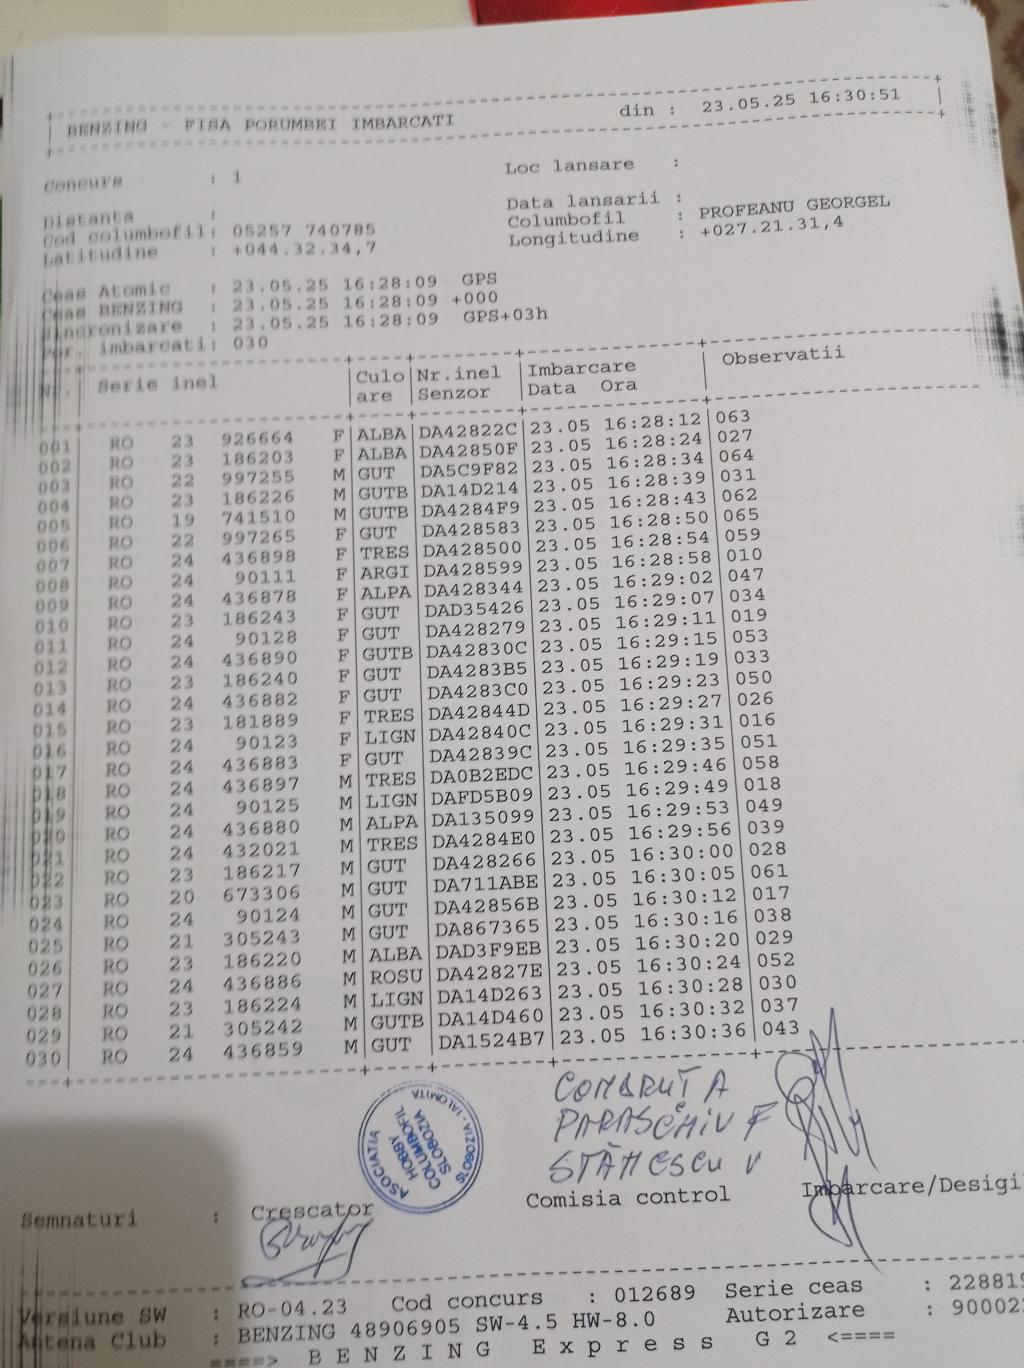 BENZING - FISA PORUMBEI IMBARCATI din : 23.05.25 16:30:51
Concurs : 1 Loc lansare :
Distanta : Data lansarii :
Cod columbofil: 05257 740785 Columbofil : PROFEANU GEORGEL
Latitudine : +044.32.34,7 Longitudine : +027.21.31,4
Ceas Atomic : 23.05.25 16:28:09 GPS
Ceas BENZING : 23.05.25 16:28:09 +000
Sincronizare : 23.05.25 16:28:09 GPS+03h
Por. imbarcati: 030
Nr. Serie inel Culo Nr.inel Imbarcare Observatii
are Senzor Data Ora
001 RO 23 926664 F ALBA DA42822C 23.05 16:28:12 063
002 RO 23 186203 F ALBA DA42850F 23.05 16:28:24 027
003 RO 22 997255 M GUT DA5C9F82 23.05 16:28:34 064
004 RO 23 186226 M GUTB DA14D214 23.05 16:28:39 031
005 RO 19 741510 M GUTB DA4284F9 23.05 16:28:43 062
006 RO 22 997265 F GUT DA428583 23.05 16:28:50 065
007 RO 24 436898 F TRES DA428500 23.05 16:28:54 059
008 RO 24 90111 F ARGI DA428599 23.05 16:28:58 010
009 RO 24 436878 F ALPA DA428344 23.05 16:29:02 047
010 RO 23 186243 F GUT DAD35426 23.05 16:29:07 034
011 RO 24 90128 F GUT DA428279 23.05 16:29:11 019
012 RO 24 436890 F GUTB DA42830C 23.05 16:29:15 053
013 RO 23 186240 F GUT DA4283B5 23.05 16:29:19 033
014 RO 24 436882 F GUT DA4283C0 23.05 16:29:23 050
015 RO 23 181889 F TRES DA42844D 23.05 16:29:27 026
016 RO 24 90123 F LIGN DA42840C 23.05 16:29:31 016
017 RO 24 436883 F GUT DA42839C 23.05 16:29:35 051
018 RO 24 436897 M TRES DA0B2EDC 23.05 16:29:46 058
019 RO 24 90125 M LIGN DAFD5B09 23.05 16:29:49 018
020 RO 24 436880 M ALPA DA135099 23.05 16:29:53 049
021 RO 24 432021 M TRES DA4284E0 23.05 16:29:56 039
022 RO 23 186217 M GUT DA428266 23.05 16:30:00 028
023 RO 20 673306 M GUT DA711ABE 23.05 16:30:05 061
024 RO 24 90124 M GUT DA42856B 23.05 16:30:12 017
025 RO 21 305243 M GUT DA867365 23.05 16:30:16 038
026 RO 23 186220 M ALBA DAD3F9EB 23.05 16:30:20 029
027 RO 24 436886 M ROSU DA42827E 23.05 16:30:24 052
028 RO 23 186224 M LIGN DA14D263 23.05 16:30:28 030
029 RO 21 305242 M GUTB DA14D460 23.05 16:30:32 037
030 RO 24 436859 M GUT DA1524B7 23.05 16:30:36 043
ASOCIATIA HOBBY COLUMBOFIL SLOBOZIA
SLOBOZIA-IALOMITA
PARASCHIV F
STĂNESCU V
Semnaturi : Crescator Comisia control Imbarcare/Desigi
Versiune SW : RO-04.23 Cod concurs : 012689 Serie ceas : 228819
Antena Club : BENZING 48906905 SW-4.5 HW-8.0 Autorizare : 90002
====> BENZING Express G2 <====